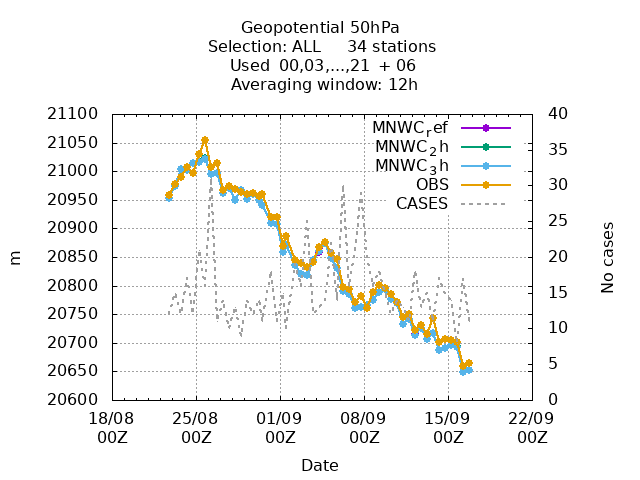 Geopotential 50hPa
Selection: ALL 34 stations
Used 00,03,...,21 + 06
Averaging window: 12h
21100
21050
21000
20950
20900
20850
20800
20750
20700
20650
20600
m
40
35
30
25
20
15
10
5
0
No cases
MNWCref
MNWC2h
MNWC3h
OBS
CASES
18/08 25/08 01/09 08/09 15/09 22/09
00Z 00Z 00Z 00Z 00Z 00Z
Date